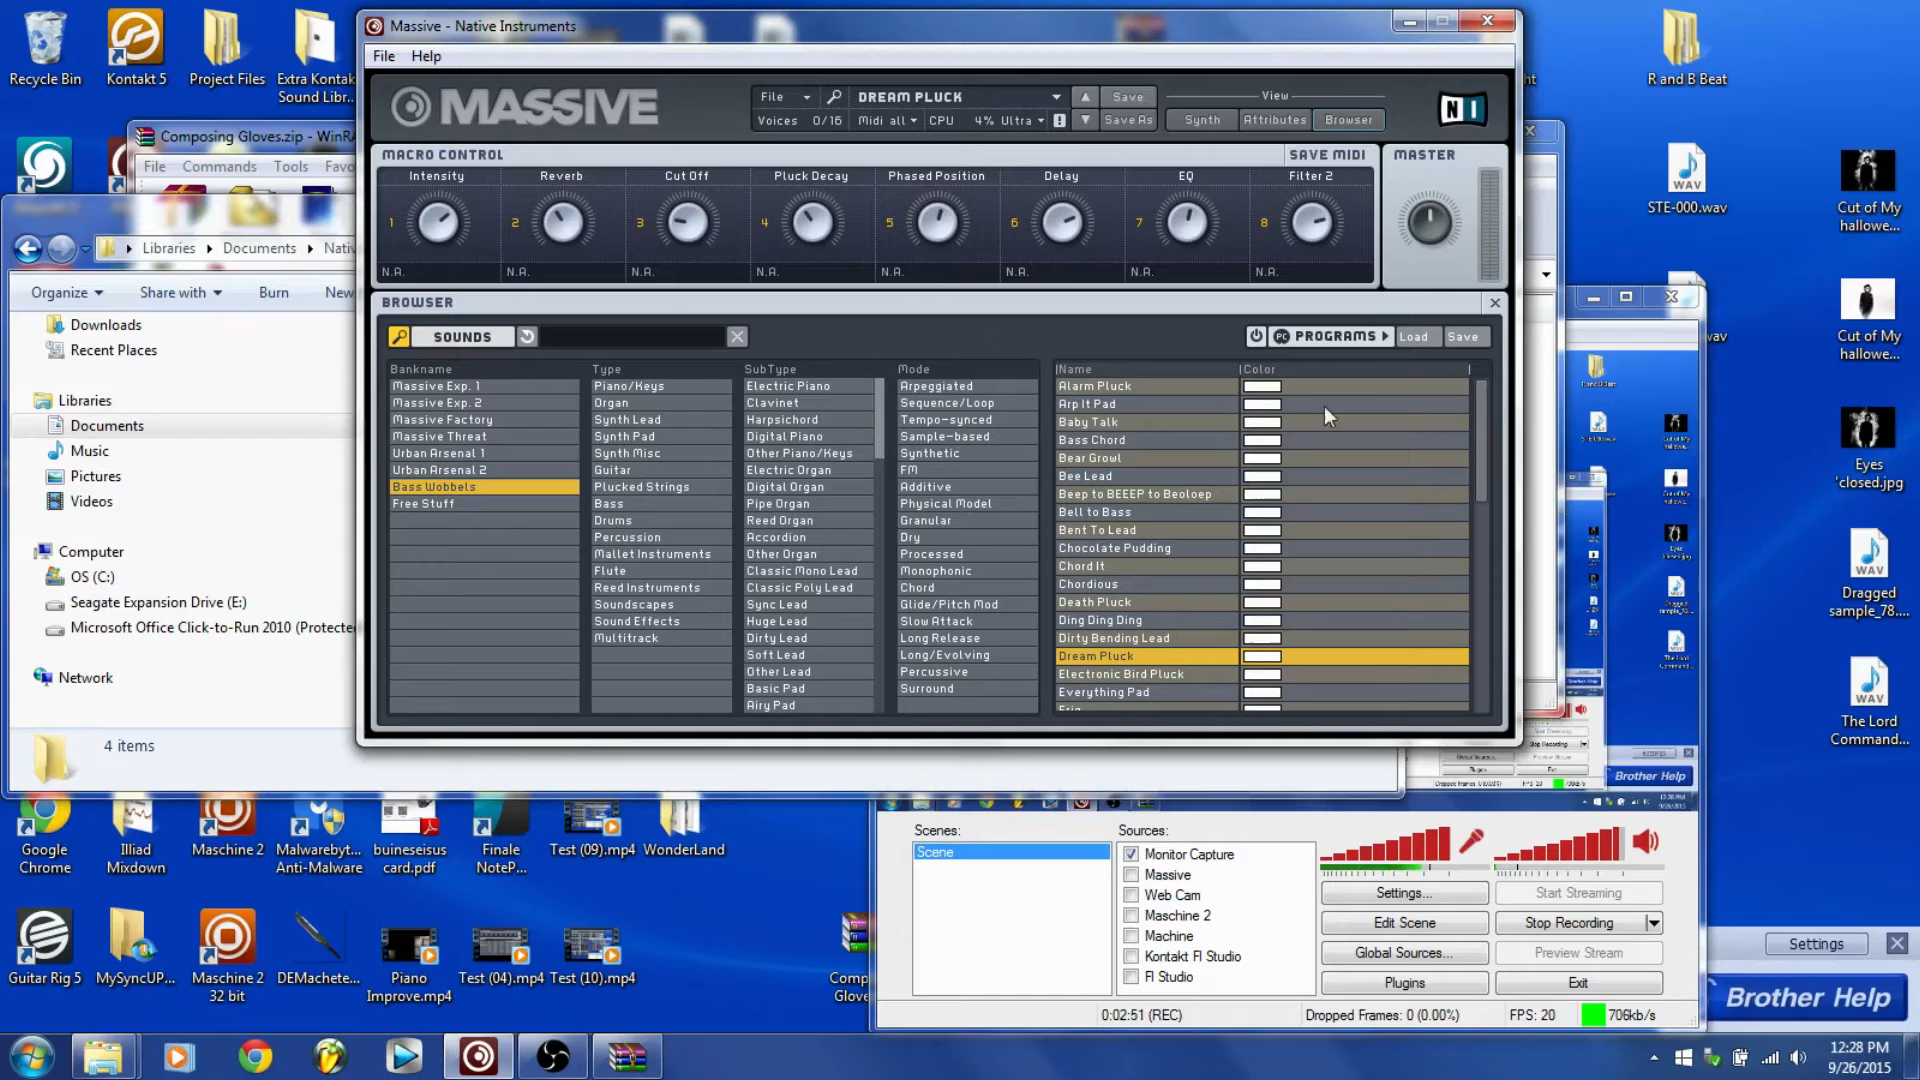 Recycle Bin
Kontakt 5
Project Files
Extra Kontak
Sound Libr...
R and B Beat
STE-000.wav
Cut of My
hallowe...
Cut of My
hallowe...
Eyes
'closed.jpg
Dragged
sample_78....
The Lord
Command...
Composing Gloves.zip - WinRA
File Commands Tools Favo
Libraries Documents Nativ
Organize Share with Burn New
Downloads
Recent Places
Libraries
Documents
Music
Pictures
Videos
Computer
OS (C:)
Seagate Expansion Drive (E:)
Microsoft Office Click-to-Run 2010 (Protecte
Network
4 items
Massive - Native Instruments
File Help
MASSIVE
File DREAM PLUCK Save
Voices 0/16 Midi all CPU 4% Ultra ! Save As
View
Synth Attributes Browser
NI
MACRO CONTROL SAVE MIDI MASTER
Intensity Reverb Cut Off Pluck Decay Phased Position Delay EQ Filter 2
1 2 3 4 5 6 7 8
N.A. N.A. N.A. N.A. N.A. N.A. N.A. N.A.
BROWSER
SOUNDS
PC PROGRAMS Load Save
Bankname
Massive Exp. 1
Massive Exp. 2
Massive Factory
Massive Threat
Urban Arsenal 1
Urban Arsenal 2
Bass Wobbels
Free Stuff
Type
Piano/Keys
Organ
Synth Lead
Synth Pad
Synth Misc
Guitar
Plucked Strings
Bass
Drums
Percussion
Mallet Instruments
Flute
Reed Instruments
Soundscapes
Sound Effects
Multitrack
SubType
Electric Piano
Clavinet
Harpsichord
Digital Piano
Other Piano/Keys
Electric Organ
Digital Organ
Pipe Organ
Reed Organ
Accordion
Other Organ
Classic Mono Lead
Classic Poly Lead
Sync Lead
Huge Lead
Dirty Lead
Soft Lead
Other Lead
Basic Pad
Airy Pad
Mode
Arpeggiated
Sequence/Loop
Tempo-synced
Sample-based
Synthetic
FM
Additive
Physical Model
Granular
Dry
Processed
Monophonic
Chord
Glide/Pitch Mod
Slow Attack
Long Release
Long/Evolving
Percussive
Surround
Name Color
Alarm Pluck
Arp It Pad
Baby Talk
Bass Chord
Bear Growl
Bee Lead
Beep to BEEEP to Beoloep
Bell to Bass
Bent To Lead
Chocolate Pudding
Chord It
Chordious
Death Pluck
Ding Ding Ding
Dirty Bending Lead
Dream Pluck
Electronic Bird Pluck
Everything Pad
Google
Chrome
Illiad
Mixdown
Maschine 2
Malwarebyt...
Anti-Malware
buineseisus
card.pdf
Finale
NoteP...
Test (09).mp4
WonderLand
Guitar Rig 5
MySyncUP...
Maschine 2
32 bit
DEMachete...
Piano
Improve.mp4
Test (04).mp4
Test (10).mp4
Comp
Glove
Scenes:
Scene
Sources:
Monitor Capture
Massive
Web Cam
Maschine 2
Machine
Kontakt Fl Studio
Fl Studio
Settings... Start Streaming
Edit Scene Stop Recording
Global Sources... Preview Stream
Plugins Exit
0:02:51 (REC) Dropped Frames: 0 (0.00%) FPS: 20 706kb/s
Brother Help
Settings
Brother Help
12:28 PM
9/26/2015